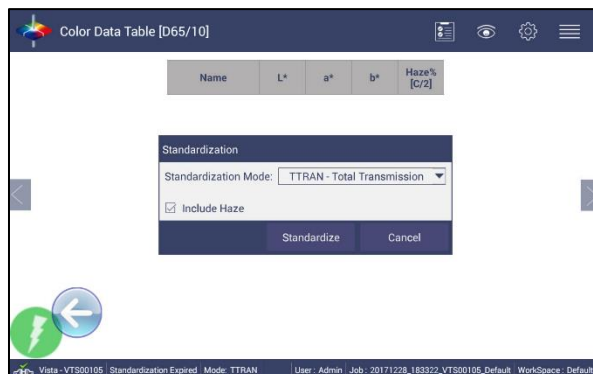 Color Data Table [D65/10]
Name L* a* b* Haze% [C/2]
Standardization
Standardization Mode: TTRAN - Total Transmission
Include Haze
Standardize Cancel
Vista - VTS00105 Standardization Expired Mode: TTRAN User : Admin Job : 20171228_183322_VTS00105_Default WorkSpace : Default